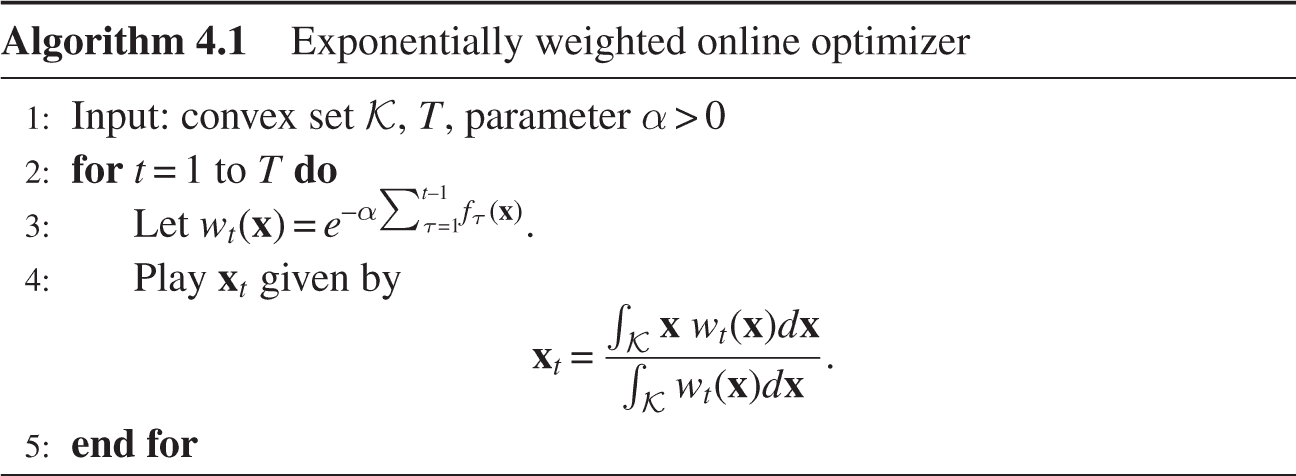 Algorithm 4.1 Exponentially weighted online optimizer
1: Input: convex set 𝒦, T, parameter α > 0
2: for t = 1 to T do
3: Let w_t(x) = e^{−α∑_{τ=1}^{t−1} f_τ(x)}.
4: Play x_t given by
x_t = \frac{∫_𝒦 x w_t(x)dx}{∫_𝒦 w_t(x)dx}.
5: end for